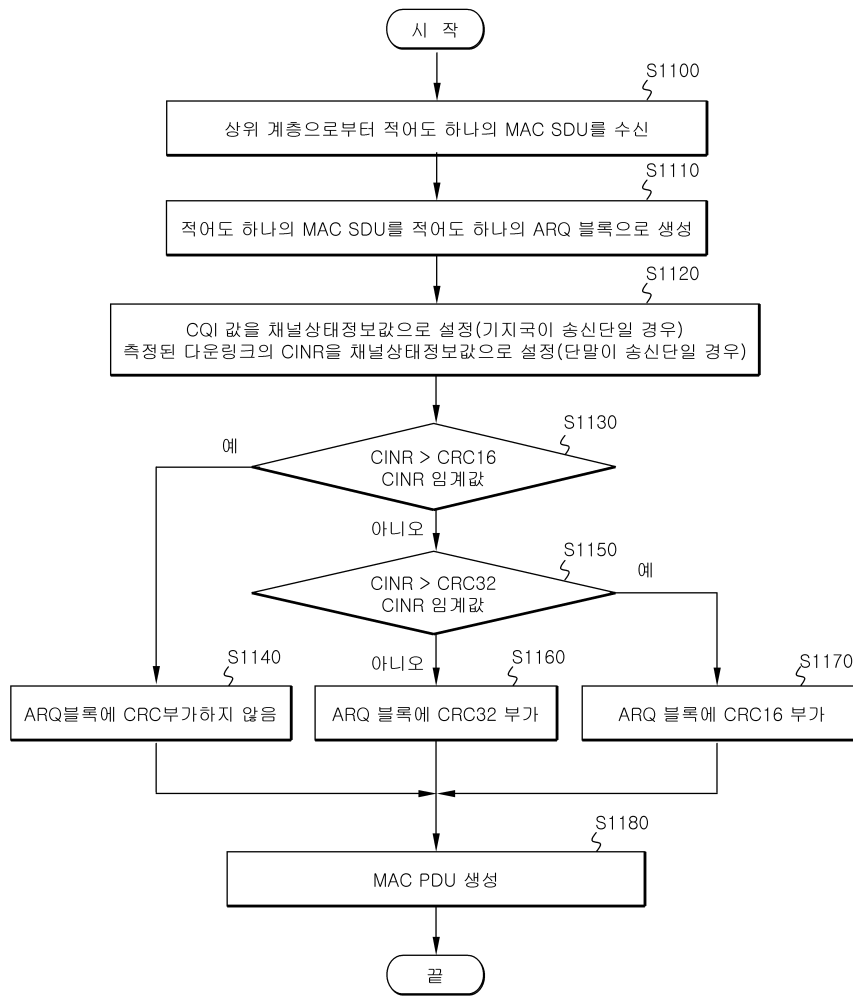 시 작
S1100
상위 계층으로부터 적어도 하나의 MAC SDU를 수신
S1110
적어도 하나의 MAC SDU를 적어도 하나의 ARQ 블록으로 생성
S1120
CQI 값을 채널상태정보값으로 설정(기지국이 송신단일 경우)
측정된 다운링크의 CINR을 채널상태정보값으로 설정(단말이 송신단일 경우)
S1130
예
CINR > CRC16
CINR 임계값
아니오
S1150
예
CINR > CRC32
CINR 임계값
아니오
S1140
S1160
S1170
ARQ블록에 CRC부가하지 않음
ARQ 블록에 CRC32 부가
ARQ 블록에 CRC16 부가
S1180
MAC PDU 생성
끝